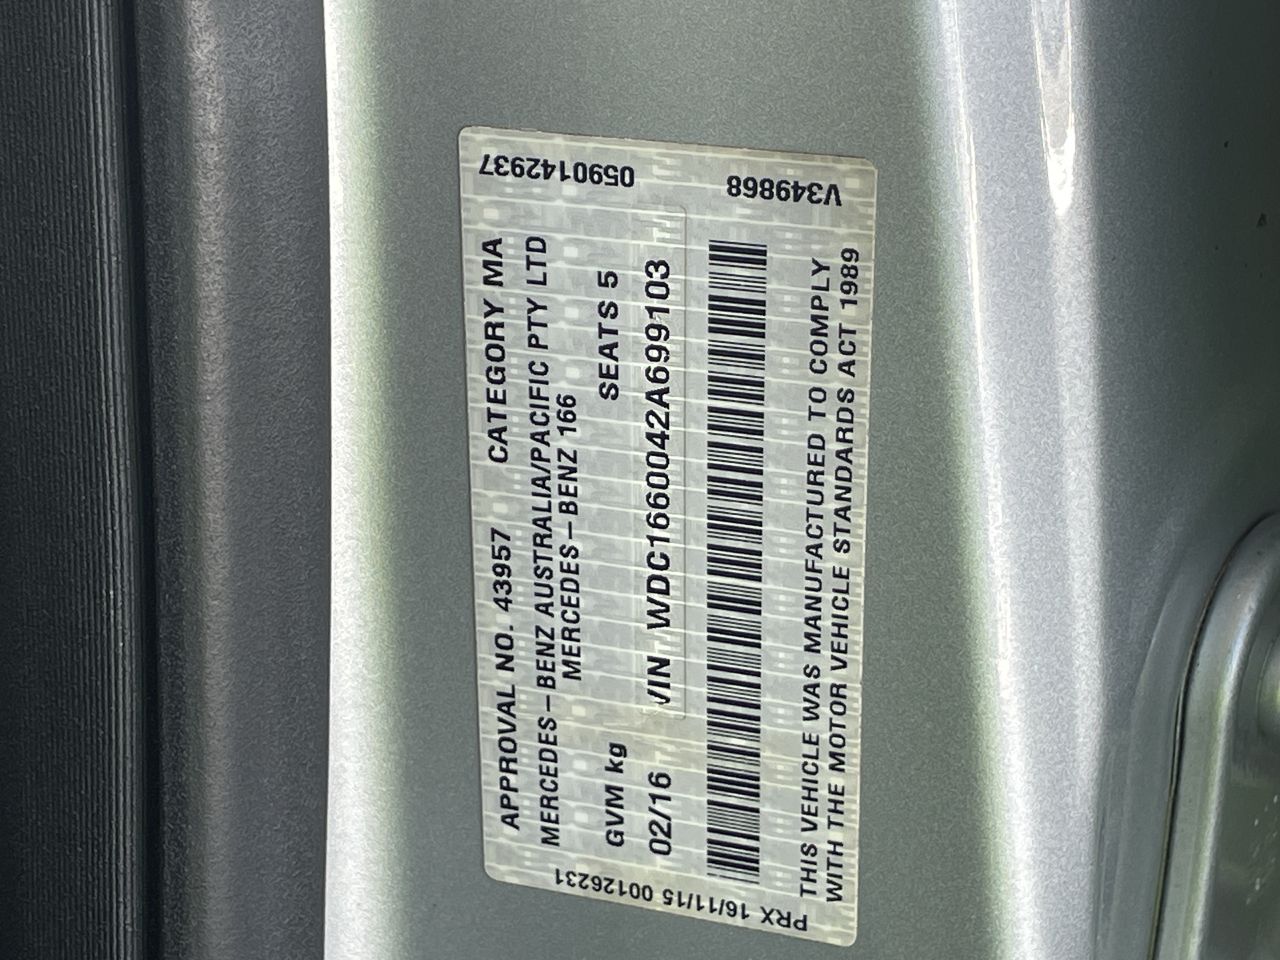 APPROVAL NO. 43957 CATEGORY MA
MERCEDES-BENZ AUSTRALIA/PACIFIC PTY LTD
MERCEDES-BENZ 166
GVM kg SEATS 5
02/16 VIN WDC1660042A699103
THIS VEHICLE WAS MANUFACTURED TO COMPLY
WITH THE MOTOR VEHICLE STANDARDS ACT 1989
0590142937 V349868
PRX 16/11/15 00126231